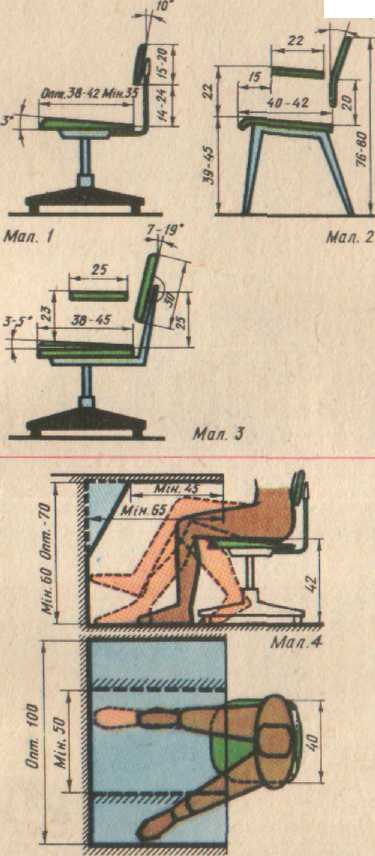 10°
15-20
Опт. 38-42 Мін. 35
14-24
3°
Мал. 1
22
15
22
40-42
20
39-45
76-80
Мал. 2
7-19°
25
30
23
38-45
25
3-5°
Мал. 3
Мін. 45
Мін. 65
Мін. 60 Опт.-70
42
Мал. 4
Опт. 100
Мін. 50
40